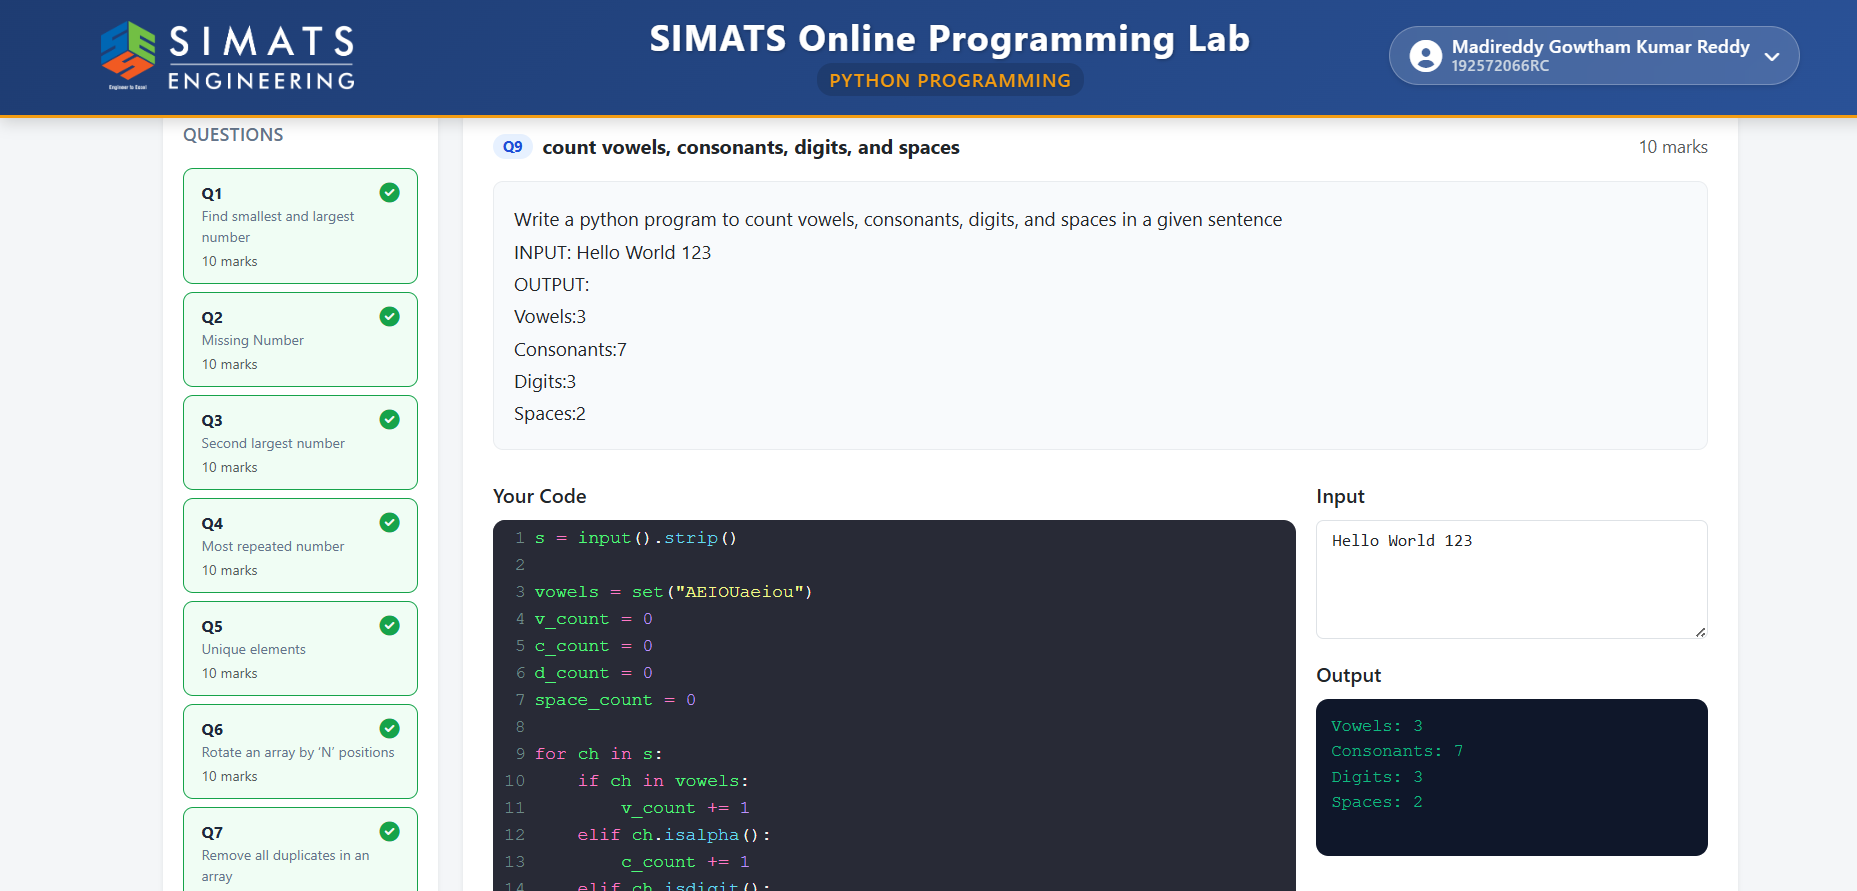 SIMATS
ENGINEERING
Engineer to Excel
SIMATS Online Programming Lab
PYTHON PROGRAMMING
Madireddy Gowtham Kumar Reddy
192572066RC
QUESTIONS
Q1
Find smallest and largest
number
10 marks
Q2
Missing Number
10 marks
Q3
Second largest number
10 marks
Q4
Most repeated number
10 marks
Q5
Unique elements
10 marks
Q6
Rotate an array by ‘N’ positions
10 marks
Q7
Remove all duplicates in an
array
Q9 count vowels, consonants, digits, and spaces
10 marks
Write a python program to count vowels, consonants, digits, and spaces in a given sentence
INPUT: Hello World 123
OUTPUT:
Vowels:3
Consonants:7
Digits:3
Spaces:2
Your Code
1 s = input().strip()
2
3 vowels = set("AEIOUaeiou")
4 v_count = 0
5 c_count = 0
6 d_count = 0
7 space_count = 0
8
9 for ch in s:
10     if ch in vowels:
11         v_count += 1
12     elif ch.isalpha():
13         c_count += 1
14     elif ch.isdigit():
Input
Hello World 123
Output
Vowels: 3
Consonants: 7
Digits: 3
Spaces: 2